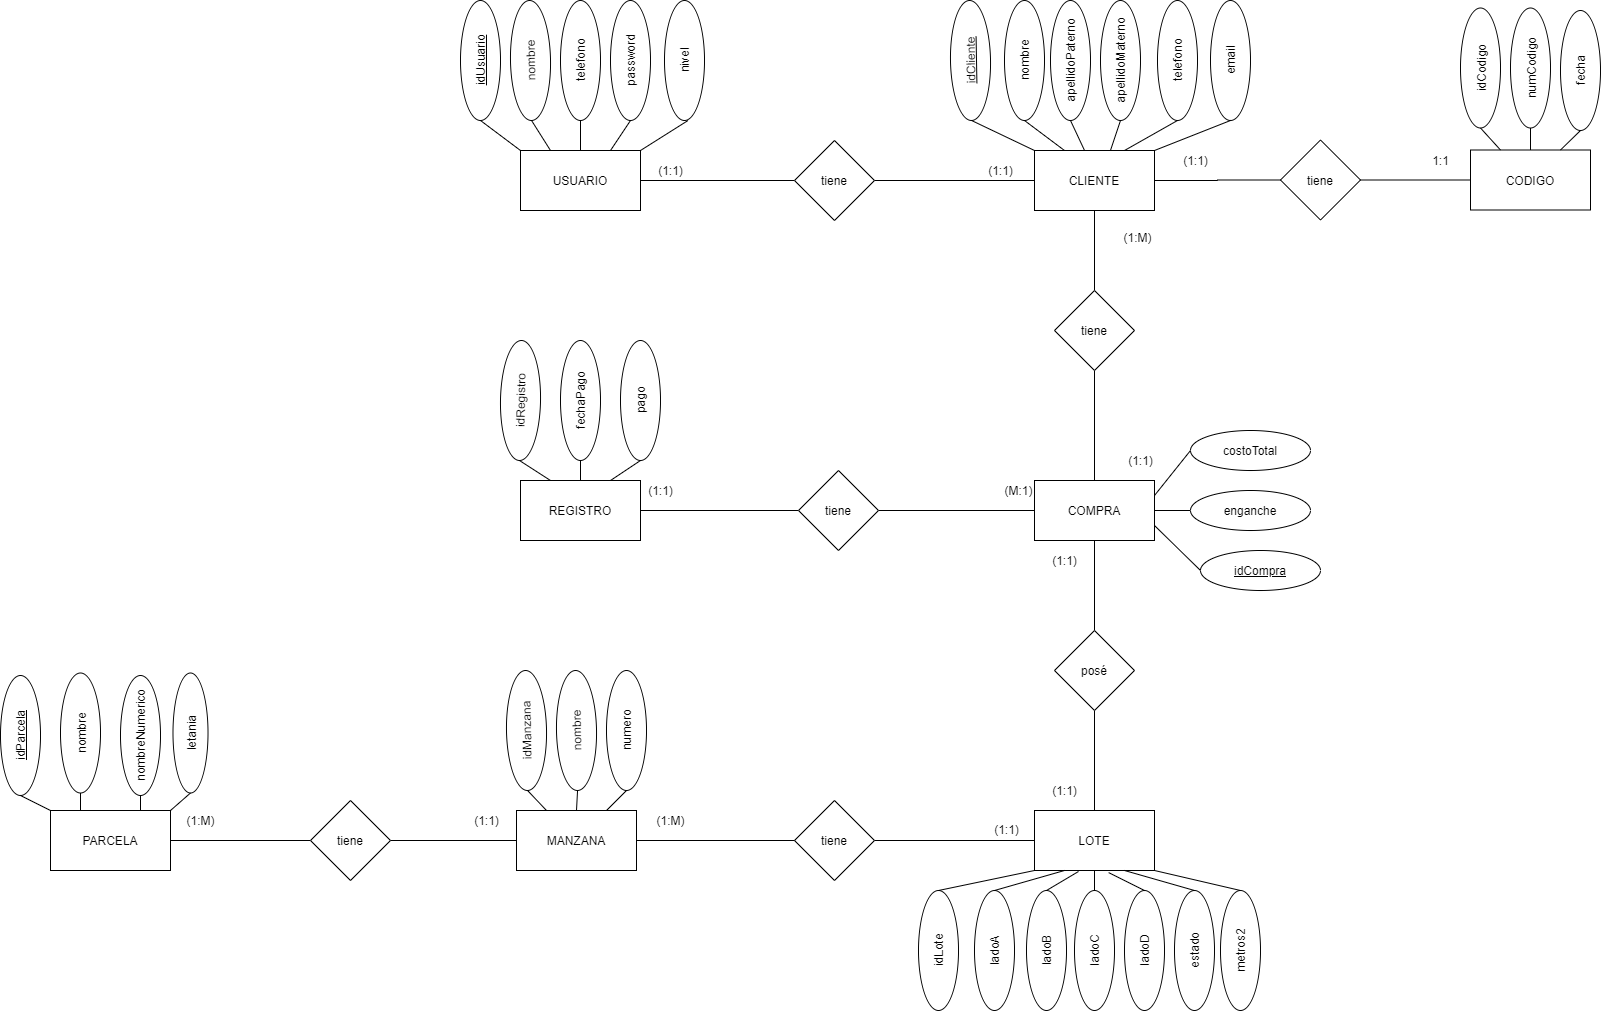 idUsuario
nombre
telefono
password
nivel
idCliente
nombre
apellidoPaterno
apellidoMaterno
telefono
email
idCodigo
numCodigo
fecha
USUARIO
(1:1)
tiene
(1:1)
CLIENTE
(1:1)
tiene
1:1
CODIGO
(1:M)
tiene
idRegistro
fechaPago
pago
(1:1)
costoTotal
REGISTRO
(1:1)
tiene
(M:1)
COMPRA
enganche
(1:1)
idCompra
posé
idParcela
nombre
nombreNumerico
letania
idManzana
nombre
numero
(1:1)
PARCELA
(1:M)
tiene
(1:1)
MANZANA
(1:M)
tiene
(1:1)
LOTE
idLote
ladoA
ladoB
ladoC
ladoD
estado
metros2